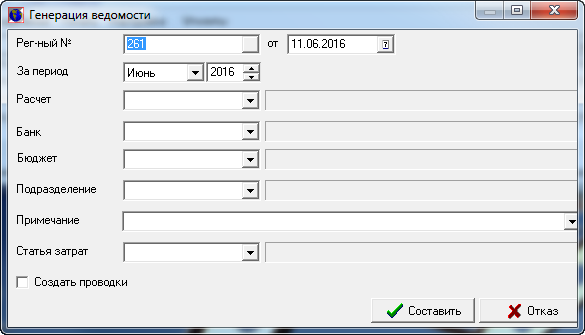 Генерация ведомости
Рег-ный № 261 от 11.06.2016
За период Июнь 2016
Расчет
Банк
Бюджет
Подразделение
Примечание
Статья затрат
Создать проводки
Составить Отказ